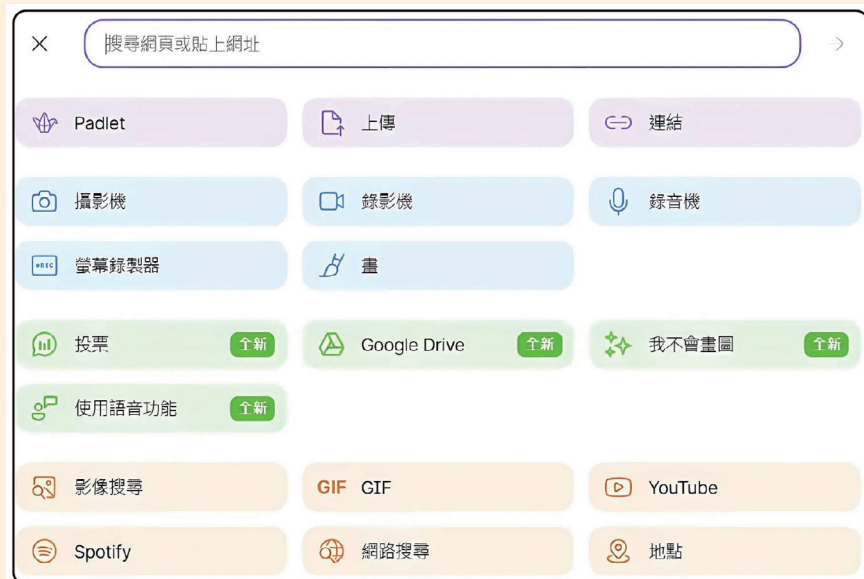 搜尋網頁或貼上網址
Padlet 上傳 連結
攝影機 錄影機 錄音機
螢幕錄製器 畫
投票 全新 Google Drive 全新 我不會畫圖 全新
使用語音功能 全新
影像搜尋 GIF GIF YouTube
Spotify 網路搜尋 地點